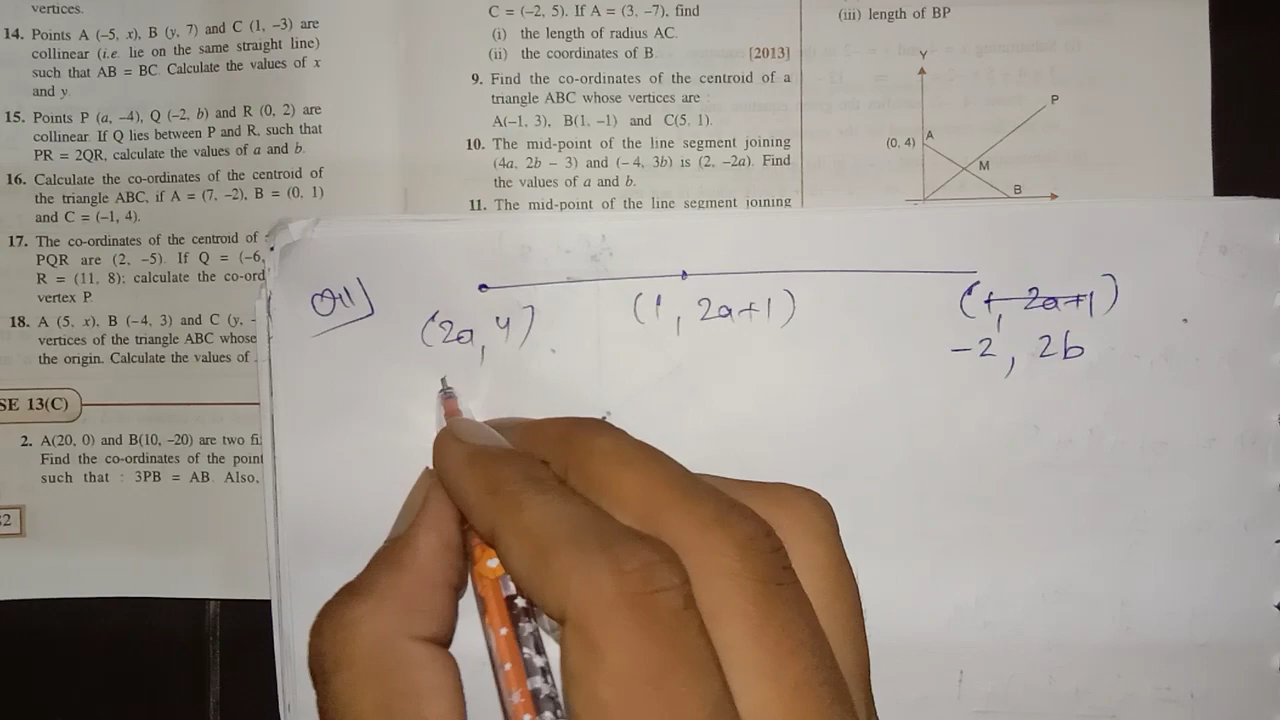 vertices.
14. Points A (-5, x), B (y, 7) and C (1, -3) are
collinear (i.e. lie on the same straight line)
such that AB = BC. Calculate the values of x
and y.
15. Points P (a, -4), Q (-2, b) and R (0, 2) are
collinear. If Q lies between P and R, such that
PR = 2QR, calculate the values of a and b.
16. Calculate the co-ordinates of the centroid of
the triangle ABC, if A = (7, -2), B = (0, 1)
and C = (-1, 4).
17. The co-ordinates of the centroid of
PQR are (2, -5). If Q = (-6,
R = (11, 8); calculate the co-ord
vertex P.
18. A (5, x), B (-4, 3) and C (y, -
vertices of the triangle ABC whose
the origin. Calculate the values of
SE 13(C)
2. A(20, 0) and B(10, -20) are two fi
Find the co-ordinates of the point
such that : 3PB = AB. Also,
32
C = (-2, 5). If A = (3, -7), find
(i) the length of radius AC.
(ii) the coordinates of B. [2013]
9. Find the co-ordinates of the centroid of a
triangle ABC whose vertices are :
A(-1, 3), B(1, -1) and C(5, 1).
10. The mid-point of the line segment joining
(4a, 2b - 3) and (-4, 3b) is (2, -2a). Find
the values of a and b.
11. The mid-point of the line segment joining
(iii) length of BP
Y
P
A
(0, 4)
M
B
Q11)
(2a, 4)
(1, 2a+1)
(1, 2a+1)
-2, 2b